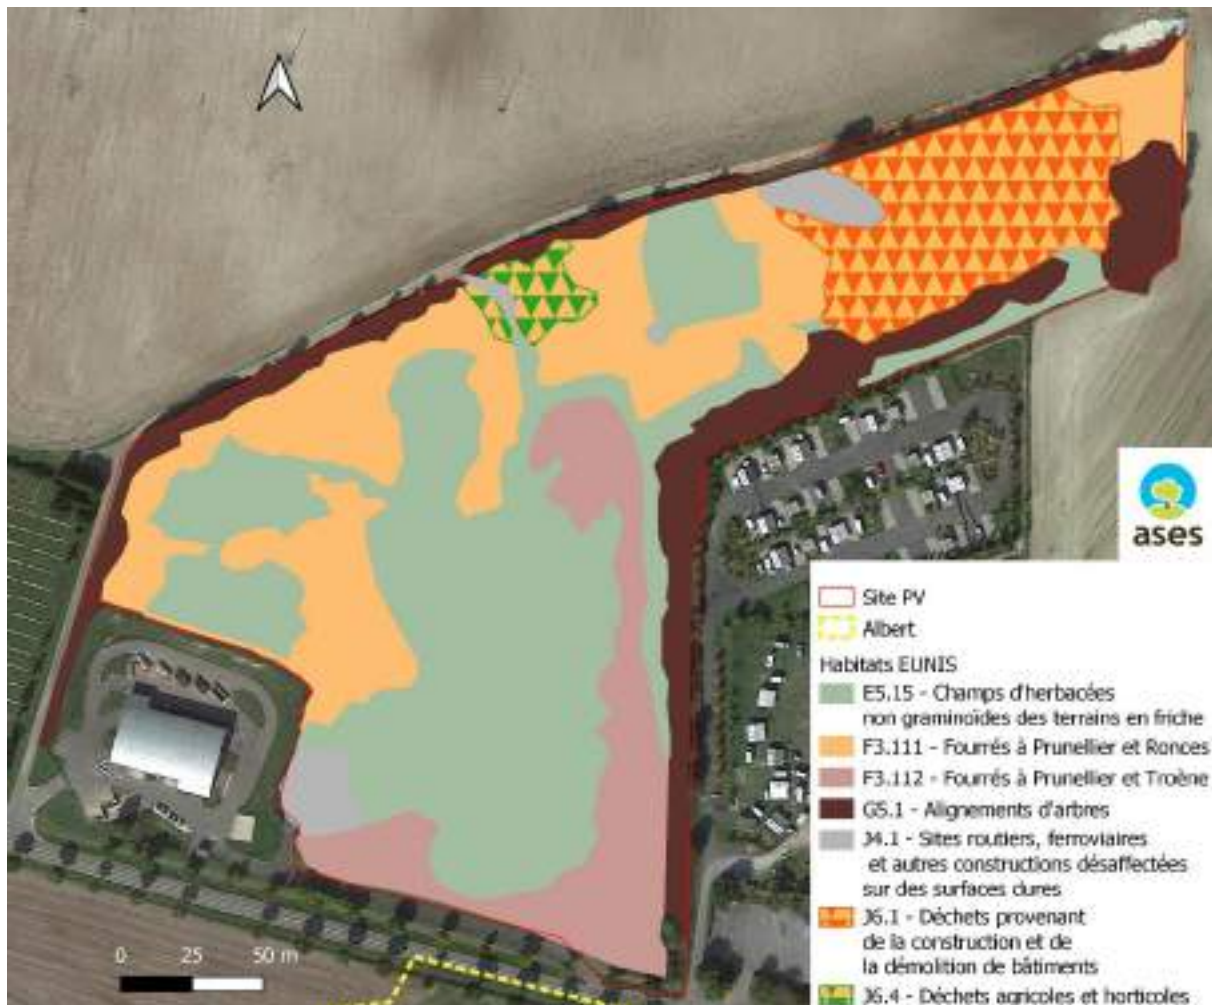 ases
Site PV
Albert
Habitats EUNIS
E5.15 - Champs d'herbacées
non graminoïdes des terrains en friche
F3.111 - Fourrés à Prunellier et Ronces
F3.112 - Fourrés à Prunellier et Troène
G5.1 - Alignements d'arbres
J4.1 - Sites routiers, ferroviaires
et autres constructions désaffectées
sur des surfaces dures
J6.1 - Déchets provenant
de la construction et de
la démolition de bâtiments
J6.4 - Déchets agricoles et horticoles
0 25 50 m